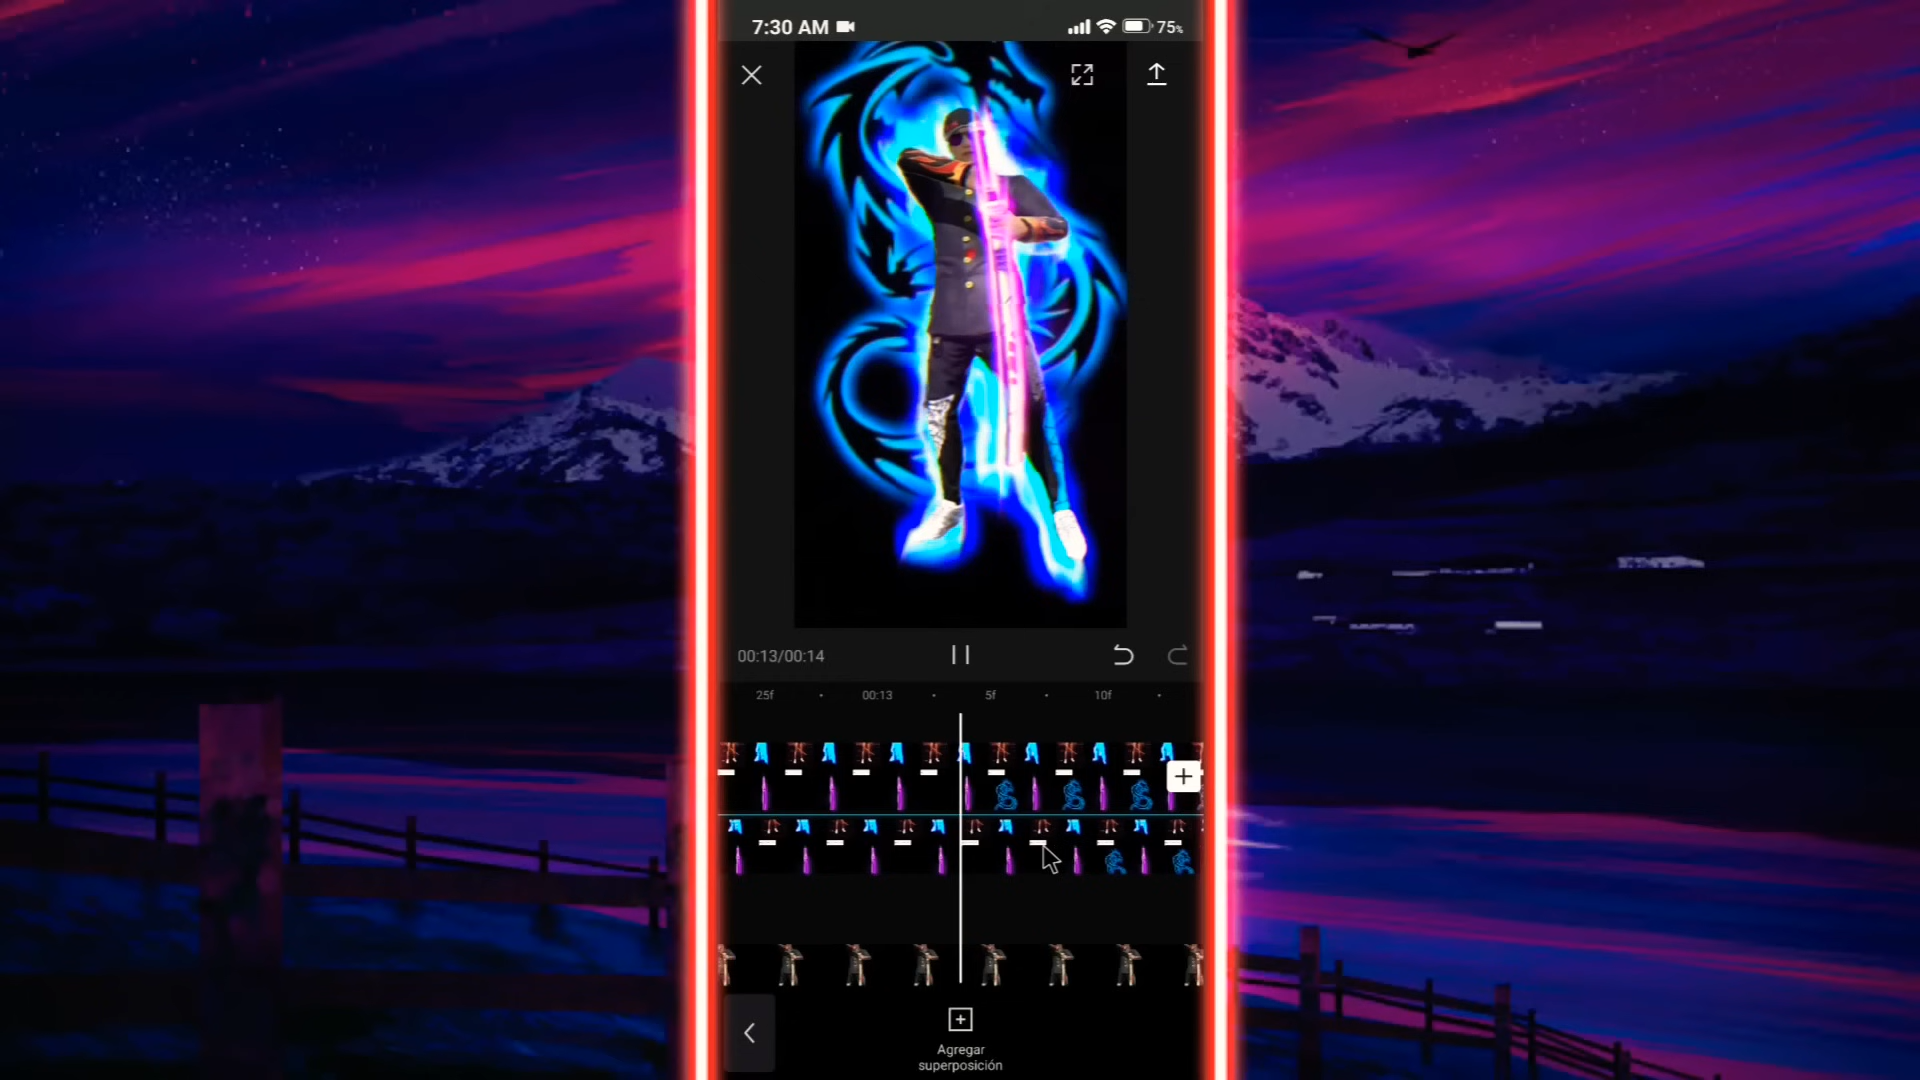 7:30 AM
75%
00:13/00:14
25f
00:13
5f
10f
Agregar
superposición